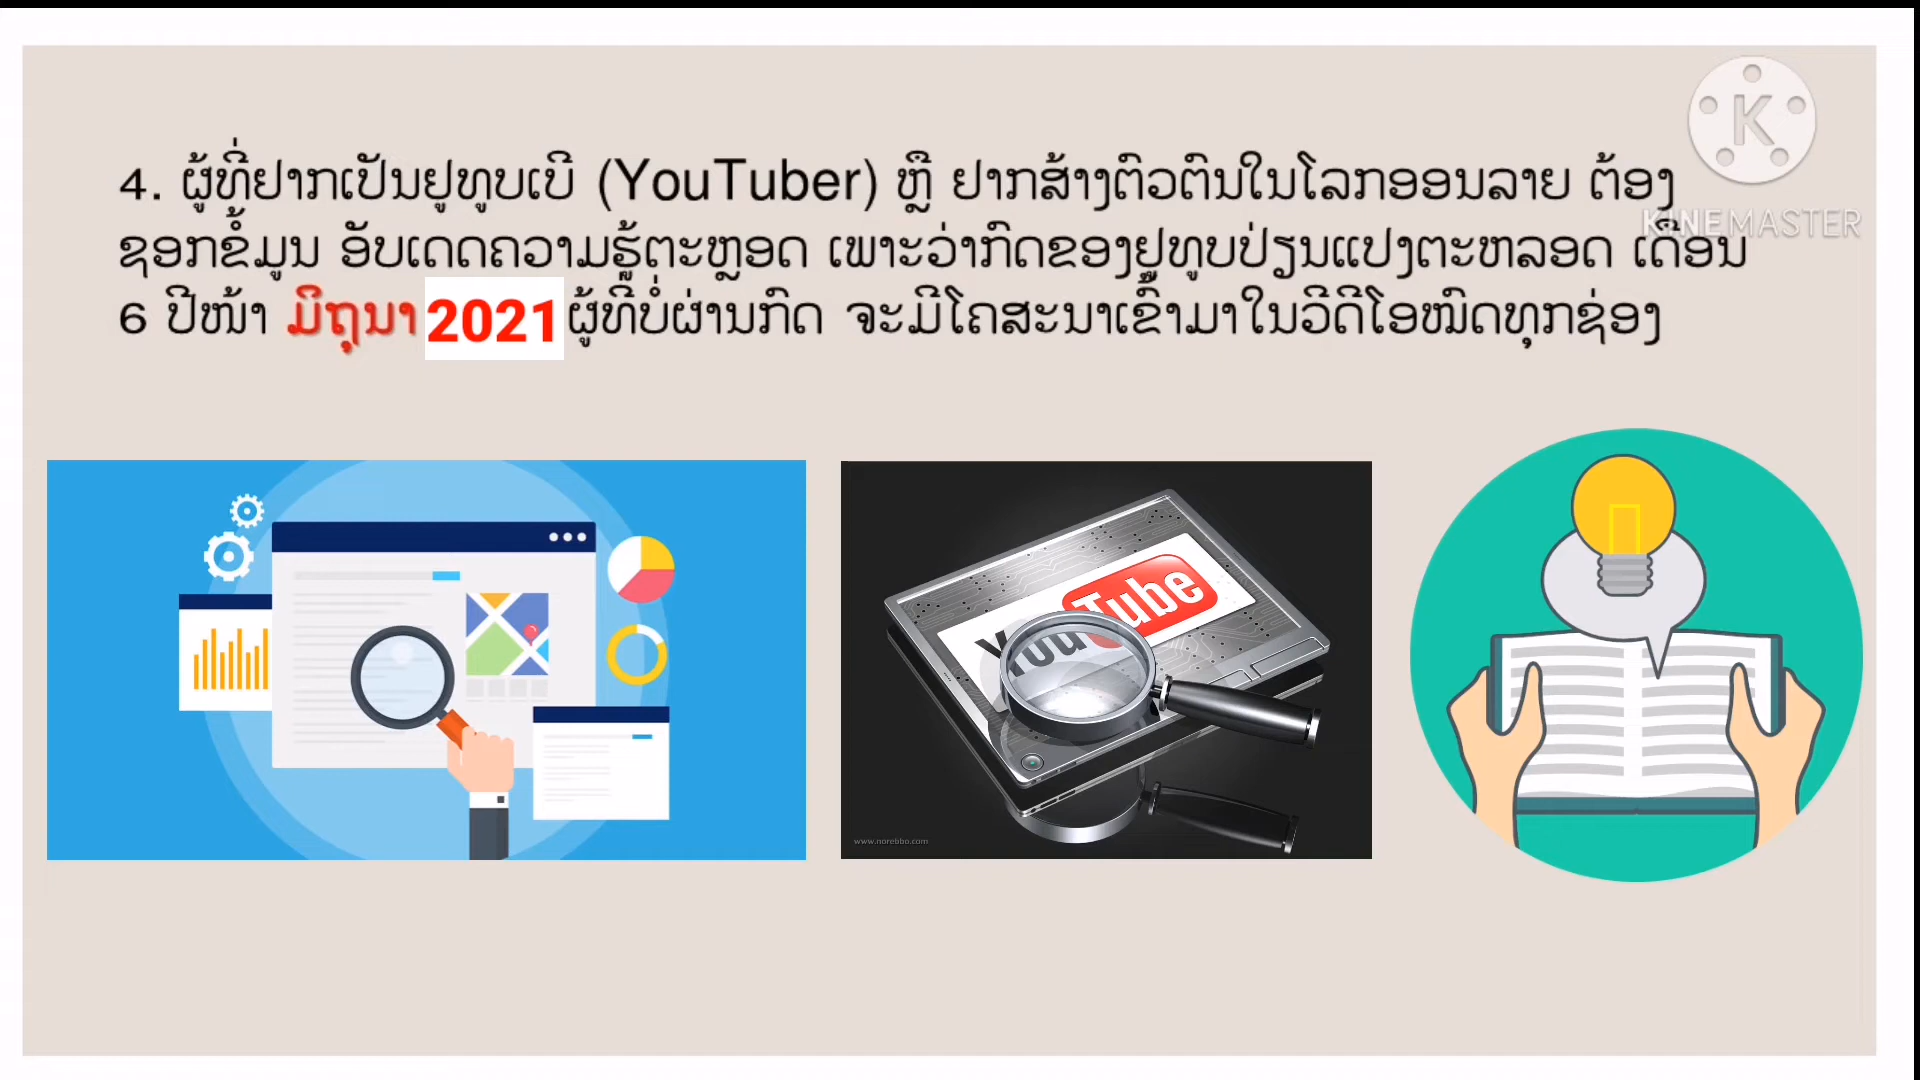 4. ຜູ້ທີ່ຢາກເປັນຢູທູບເບີ (YouTuber) ຫຼື ຢາກສ້າງຕົວຕົນໃນໂລກອອນລາຍ ຕ້ອງ
ຊອກຂໍ້ມູນ ອັບເດດຄວາມຮູ້ຕະຫຼອດ ເພາະວ່າກົດຂອງຢູທູບປ່ຽນແປງຕະຫລອດ ເດືອນ
6 ປີໜ້າ ມິຖຸນາ 2021 ຜູ້ທີ່ບໍ່ຜ່ານກົດ ຈະມີໂຄສະນາເຂົ້າມາໃນວີດີໂອໝົດທຸກຊ່ອງ
K
KINEMASTER
YouTube
www.norebbo.com